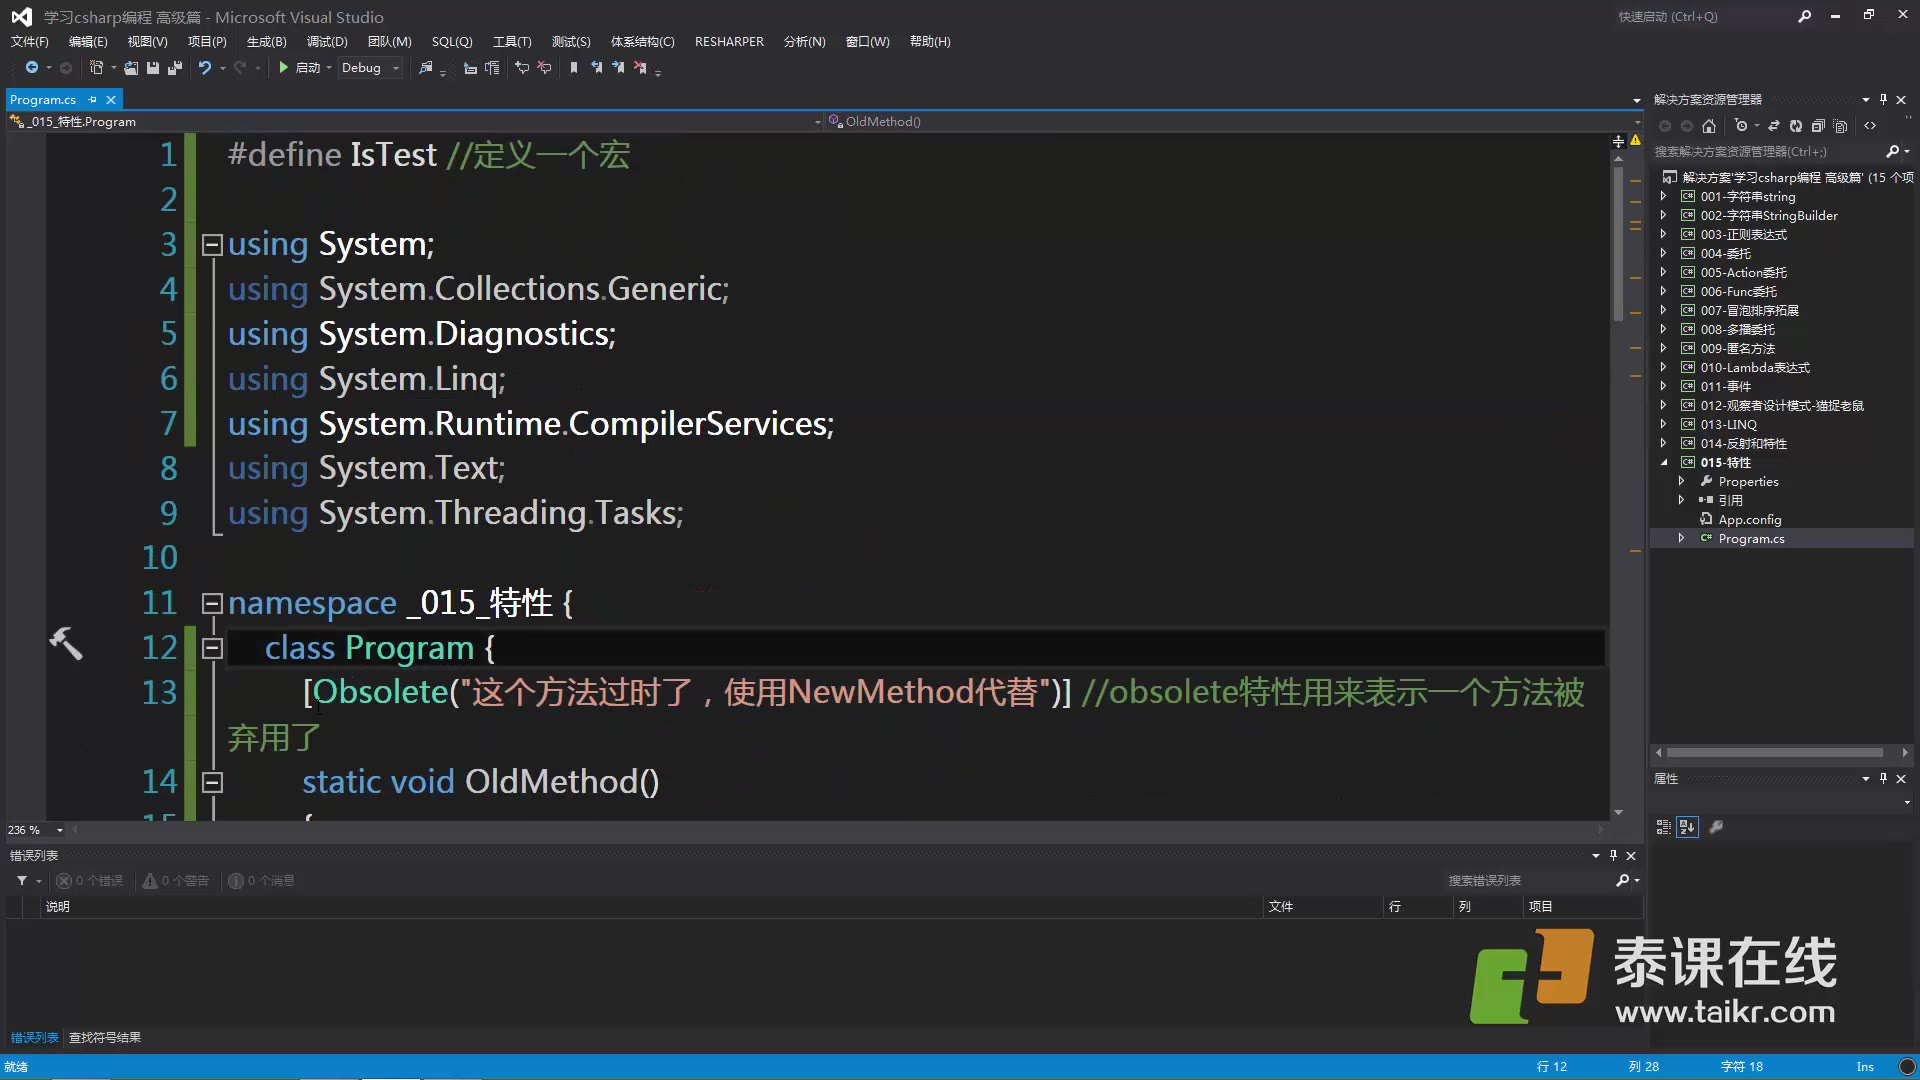 学习csharp编程 高级篇 - Microsoft Visual Studio
快速启动 (Ctrl+Q)
文件(F) 编辑(E) 视图(V) 项目(P) 生成(B) 调试(D) 团队(M) SQL(Q) 工具(T) 测试(S) 体系结构(C) RESHARPER 分析(N) 窗口(W) 帮助(H)
启动 Debug
Program.cs
_015_特性.Program
OldMethod()
1 #define IsTest //定义一个宏
2
3 using System;
4 using System.Collections.Generic;
5 using System.Diagnostics;
6 using System.Linq;
7 using System.Runtime.CompilerServices;
8 using System.Text;
9 using System.Threading.Tasks;
10
11 namespace _015_特性 {
12 class Program {
13 [Obsolete("这个方法过时了，使用NewMethod代替")] //obsolete特性用来表示一个方法被
弃用了
14 static void OldMethod()
15 {
236 %
错误列表
0 个错误 0 个警告 0 个消息
搜索错误列表
说明 文件 行 列 项目
错误列表 查找符号结果
就绪
行 12 列 28 字符 18 Ins
解决方案资源管理器
搜索解决方案资源管理器(Ctrl+;)
解决方案'学习csharp编程 高级篇' (15 个项
001-字符串string
002-字符串StringBuilder
003-正则表达式
004-委托
005-Action委托
006-Func委托
007-冒泡排序拓展
008-多播委托
009-匿名方法
010-Lambda表达式
011-事件
012-观察者设计模式-猫捉老鼠
013-LINQ
014-反射和特性
015-特性
Properties
引用
App.config
Program.cs
属性
泰课在线
www.taikr.com